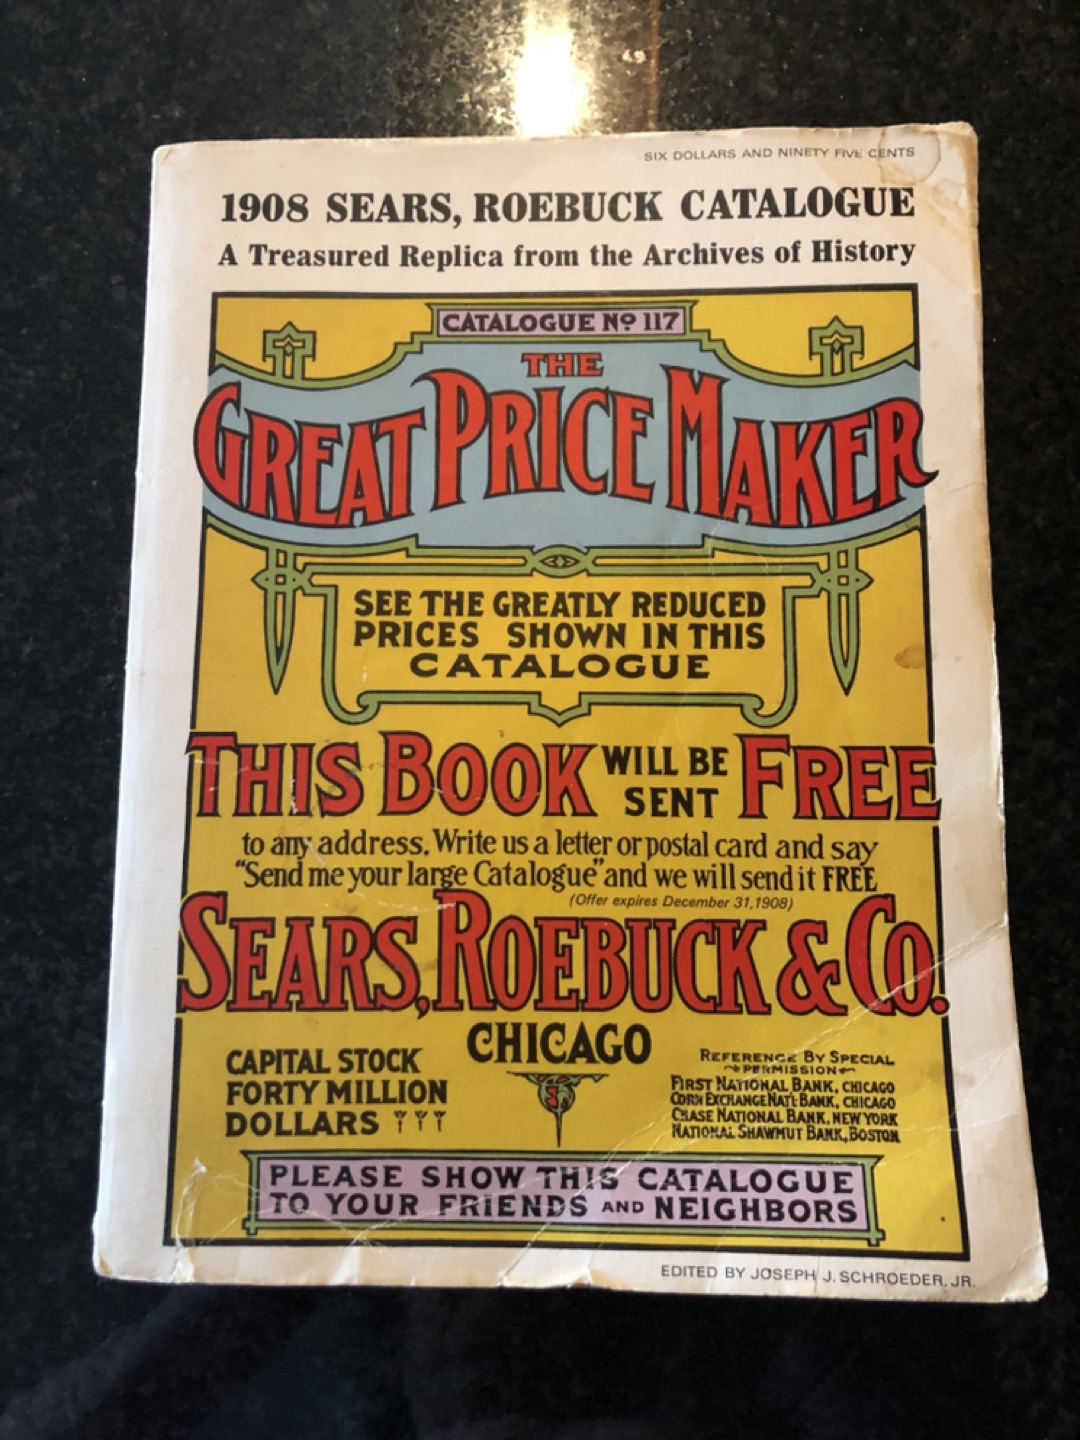 SIX DOLLARS AND NINETY FIVE CENTS
1908 SEARS, ROEBUCK CATALOGUE
A Treasured Replica from the Archives of History
CATALOGUE No 117
THE
GREAT PRICE MAKER
SEE THE GREATLY REDUCED
PRICES SHOWN IN THIS
CATALOGUE
THIS BOOK WILL BE SENT FREE
to any address. Write us a letter or postal card and say
"Send me your large Catalogue" and we will send it FREE
(Offer expires December 31, 1908)
SEARS, ROEBUCK & Co.
CHICAGO
CAPITAL STOCK
FORTY MILLION
DOLLARS
REFERENCE BY SPECIAL
PERMISSION
FIRST NATIONAL BANK, CHICAGO
CORN EXCHANGE NAT'L BANK, CHICAGO
CHASE NATIONAL BANK, NEW YORK
NATIONAL SHAWMUT BANK, BOSTON
PLEASE SHOW THIS CATALOGUE
TO YOUR FRIENDS AND NEIGHBORS
EDITED BY JOSEPH J. SCHROEDER, JR.